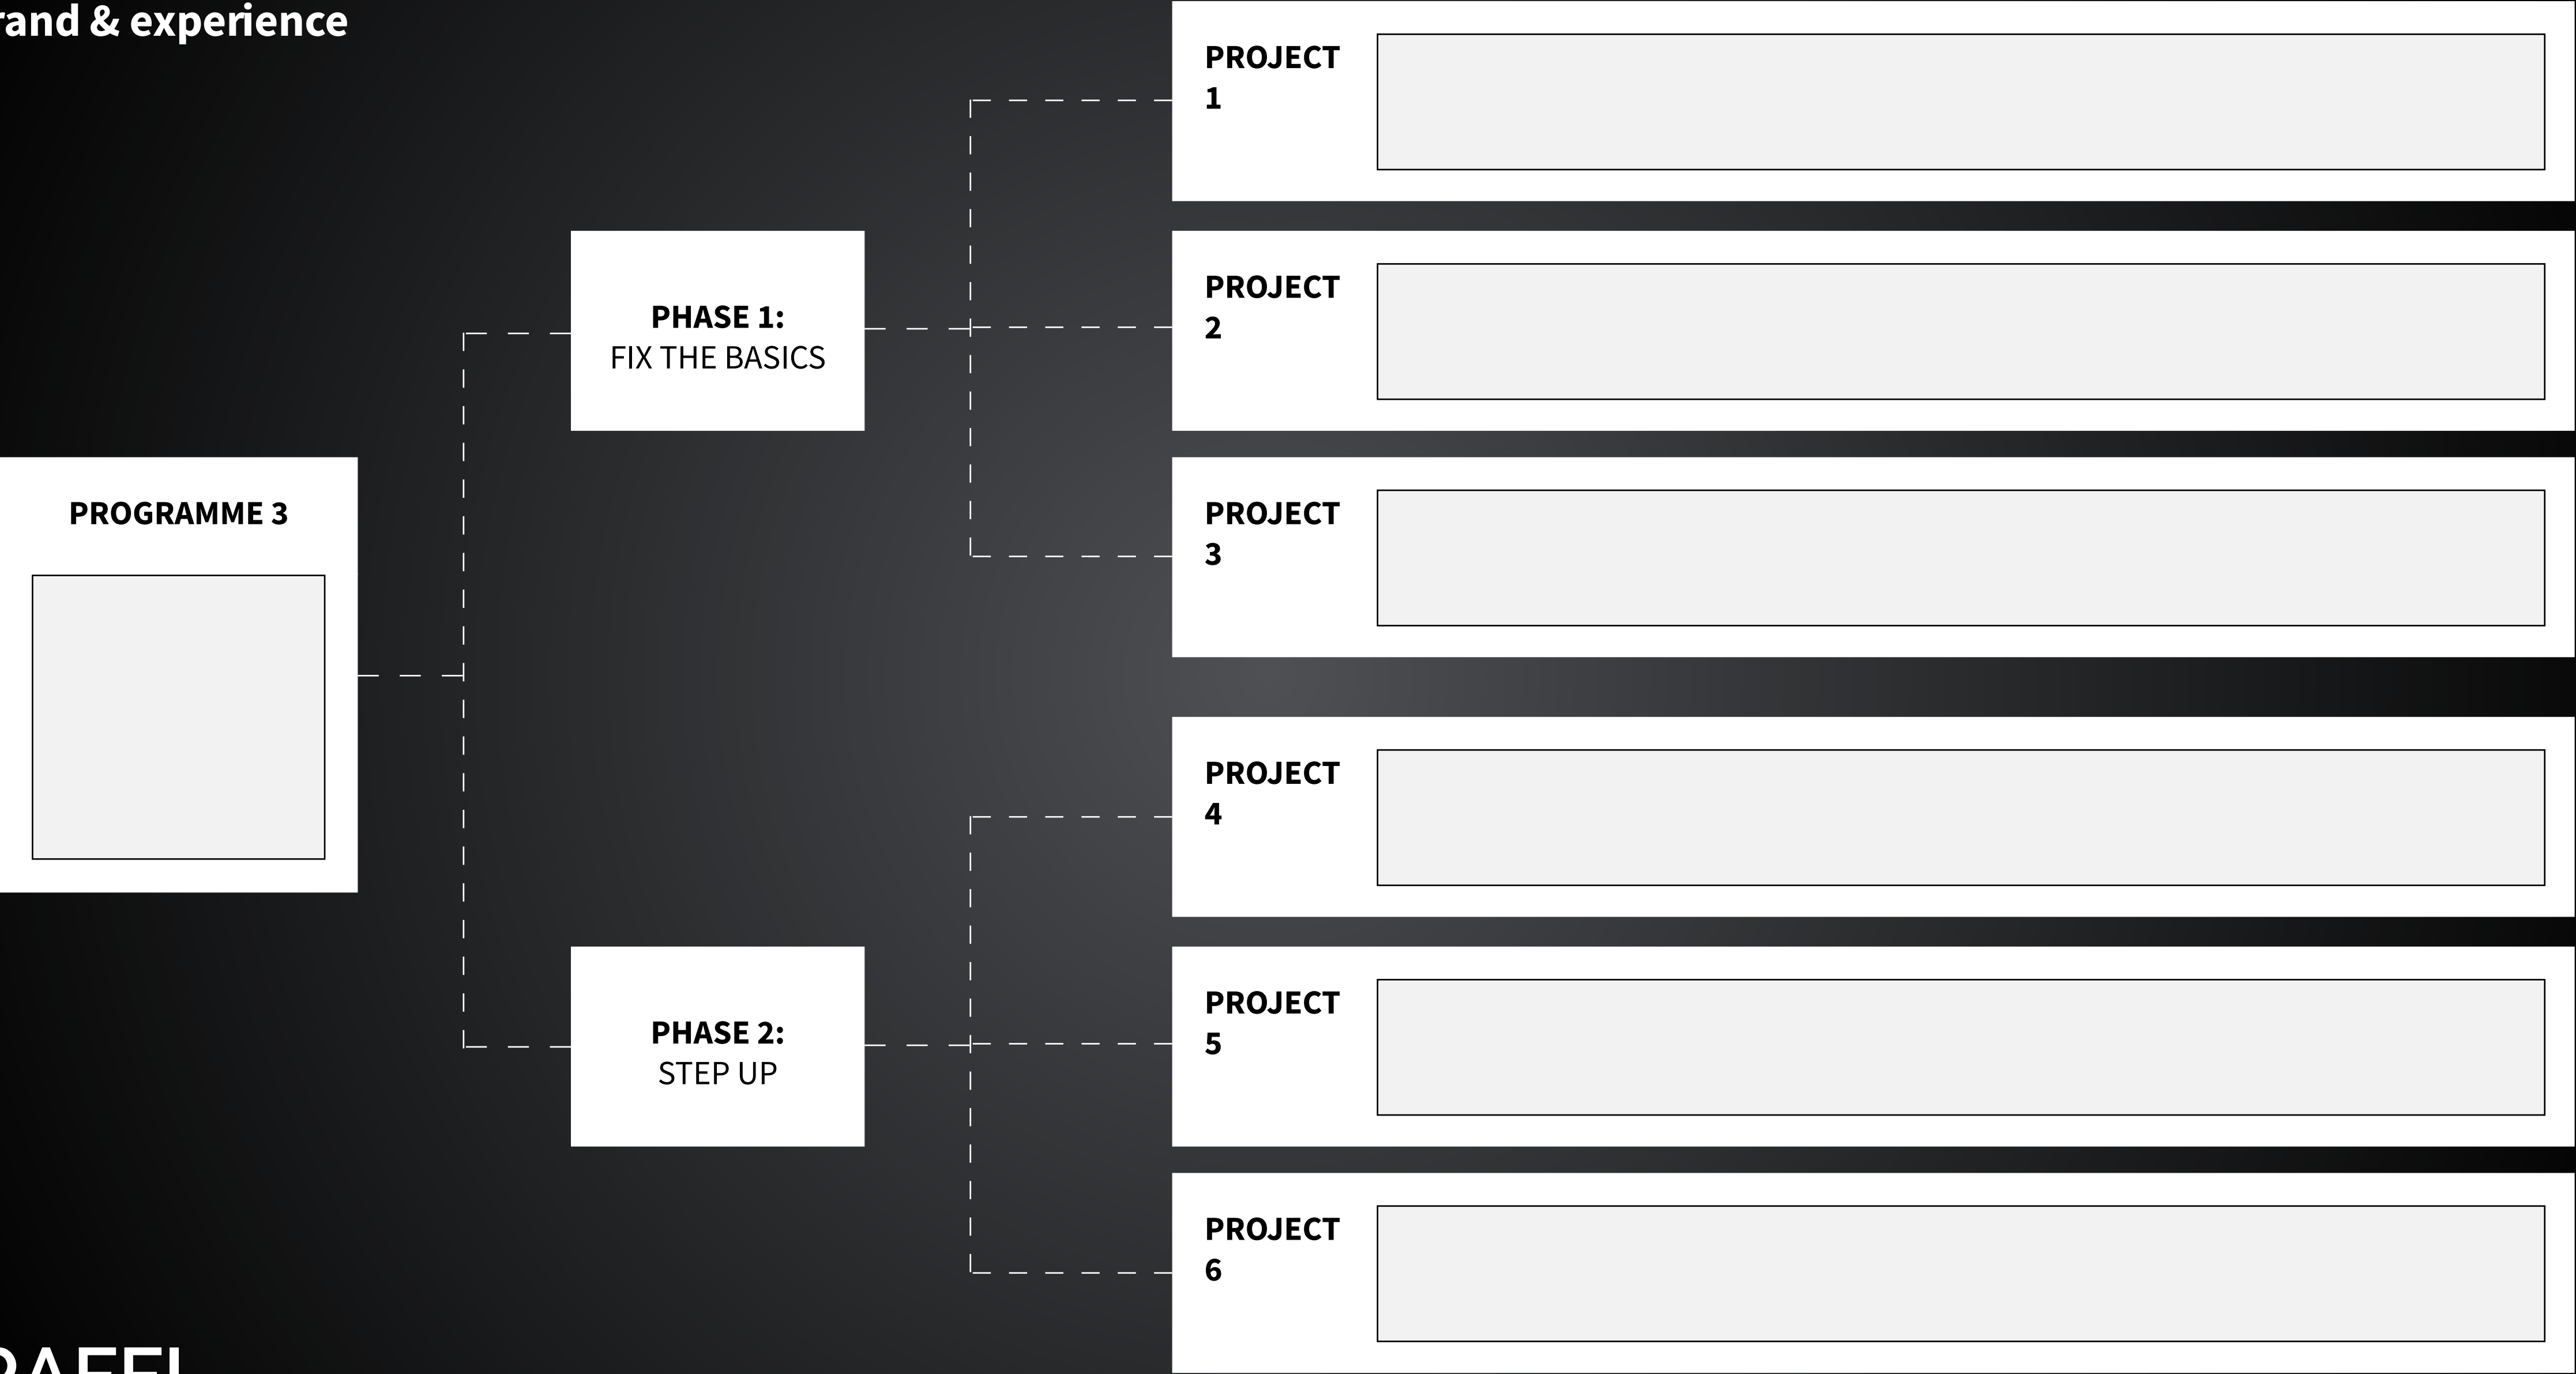 & experience
PROJECT
1
PROJECT
2
PHASE 1:
FIX THE BASICS
PROJECT
3
PROGRAMME 3
PROJECT
4
PROJECT
5
PHASE 2:
STEP UP
PROJECT
6